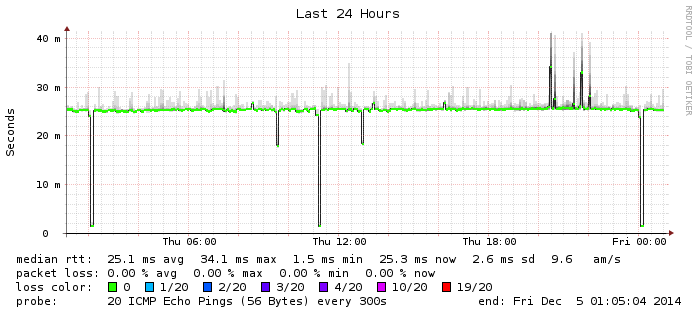 Last 24 Hours
RRDTOOL / TOBI OETIKER
Seconds
40 m
30 m
20 m
10 m
0
Thu 06:00
Thu 12:00
Thu 18:00
Fri 00:00
median rtt: 25.1 ms avg 34.1 ms max 1.5 ms min 25.3 ms now 2.6 ms sd 9.6 am/s
packet loss: 0.00 % avg 0.00 % max 0.00 % min 0.00 % now
loss color: 0 1/20 2/20 3/20 4/20 10/20 19/20
probe: 20 ICMP Echo Pings (56 Bytes) every 300s end: Fri Dec 5 01:05:04 2014